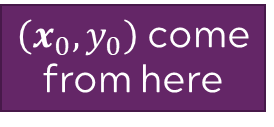 (𝒙₀, y₀) come
from here